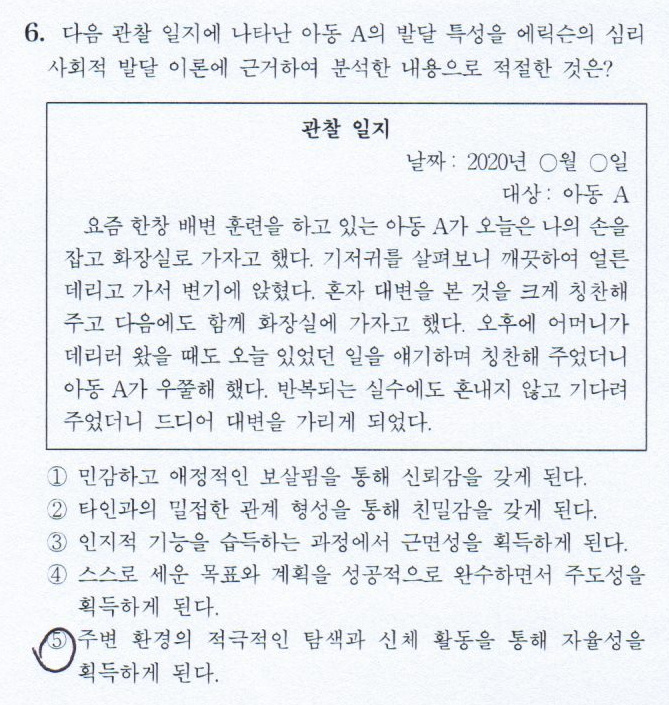 6. 다음 관찰 일지에 나타난 아동 A의 발달 특성을 에릭슨의 심리
사회적 발달 이론에 근거하여 분석한 내용으로 적절한 것은?
관찰 일지
날짜 : 2020년 ○월 ○일
대상 : 아동 A
요즘 한창 배변 훈련을 하고 있는 아동 A가 오늘은 나의 손을
잡고 화장실로 가자고 했다. 기저귀를 살펴보니 깨끗하여 얼른
데리고 가서 변기에 앉혔다. 혼자 대변을 본 것을 크게 칭찬해
주고 다음에도 함께 화장실에 가자고 했다. 오후에 어머니가
데리러 왔을 때도 오늘 있었던 일을 얘기하며 칭찬해 주었더니
아동 A가 우쭐해 했다. 반복되는 실수에도 혼내지 않고 기다려
주었더니 드디어 대변을 가리게 되었다.
① 민감하고 애정적인 보살핌을 통해 신뢰감을 갖게 된다.
② 타인과의 밀접한 관계 형성을 통해 친밀감을 갖게 된다.
③ 인지적 기능을 습득하는 과정에서 근면성을 획득하게 된다.
④ 스스로 세운 목표와 계획을 성공적으로 완수하면서 주도성을
획득하게 된다.
⑤ 주변 환경의 적극적인 탐색과 신체 활동을 통해 자율성을
획득하게 된다.